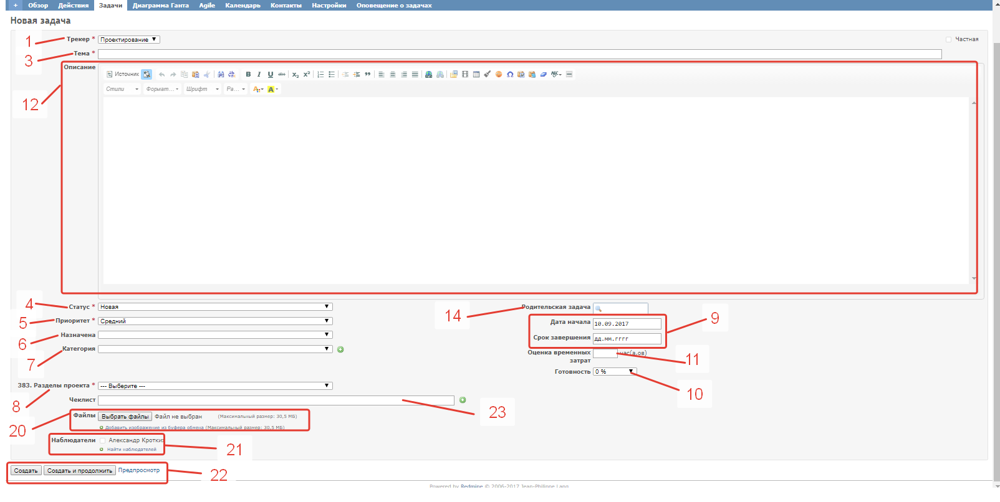 + Обзор Действия Задачи Диаграмма Ганта Agile Календарь Контакты Настройки Оповещение о задачах
Новая задача
1 Трекер * Проектирование Частная
3 Тема *
Описание
Источник
Стили Формат... Шрифт Ра...
12
4 Статус * Новая
14 Родительская задача
5 Приоритет * Средний
Дата начала 10.09.2017 9
6 Назначена
Срок завершения дд.мм.гггг
7 Категория
Оценка временных затрат час(а,ов) 11
Готовность 0 % 10
8 383. Разделы проекта * --- Выберите ---
Чеклист 23
20 Файлы Выбрать файлы Файл не выбран (Максимальный размер: 30,5 МБ)
Добавить изображение из буфера обмена (Максимальный размер: 30,5 МБ)
Наблюдатели Александр Кротких
Найти наблюдателей 21
Создать Создать и продолжить Предпросмотр 22
Powered by Redmine © 2006-2017 Jean-Philippe Lang